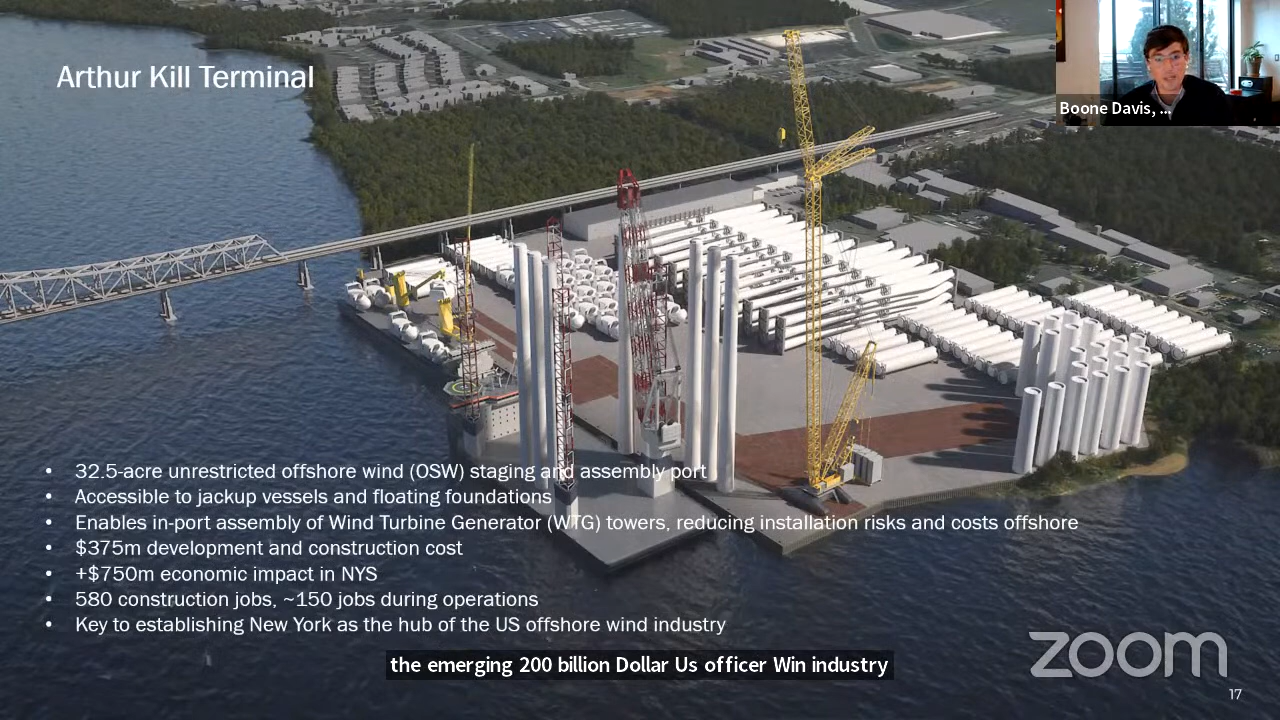 Arthur Kill Terminal
Boone Davis, ...
• 32.5-acre unrestricted offshore wind (OSW) staging and assembly port
• Accessible to jackup vessels and floating foundations
• Enables in-port assembly of Wind Turbine Generator (WTG) towers, reducing installation risks and costs offshore
• $375m development and construction cost
• +$750m economic impact in NYS
• 580 construction jobs, ~150 jobs during operations
• Key to establishing New York as the hub of the US offshore wind industry
the emerging 200 billion Dollar Us officer Win industry
zoom
17